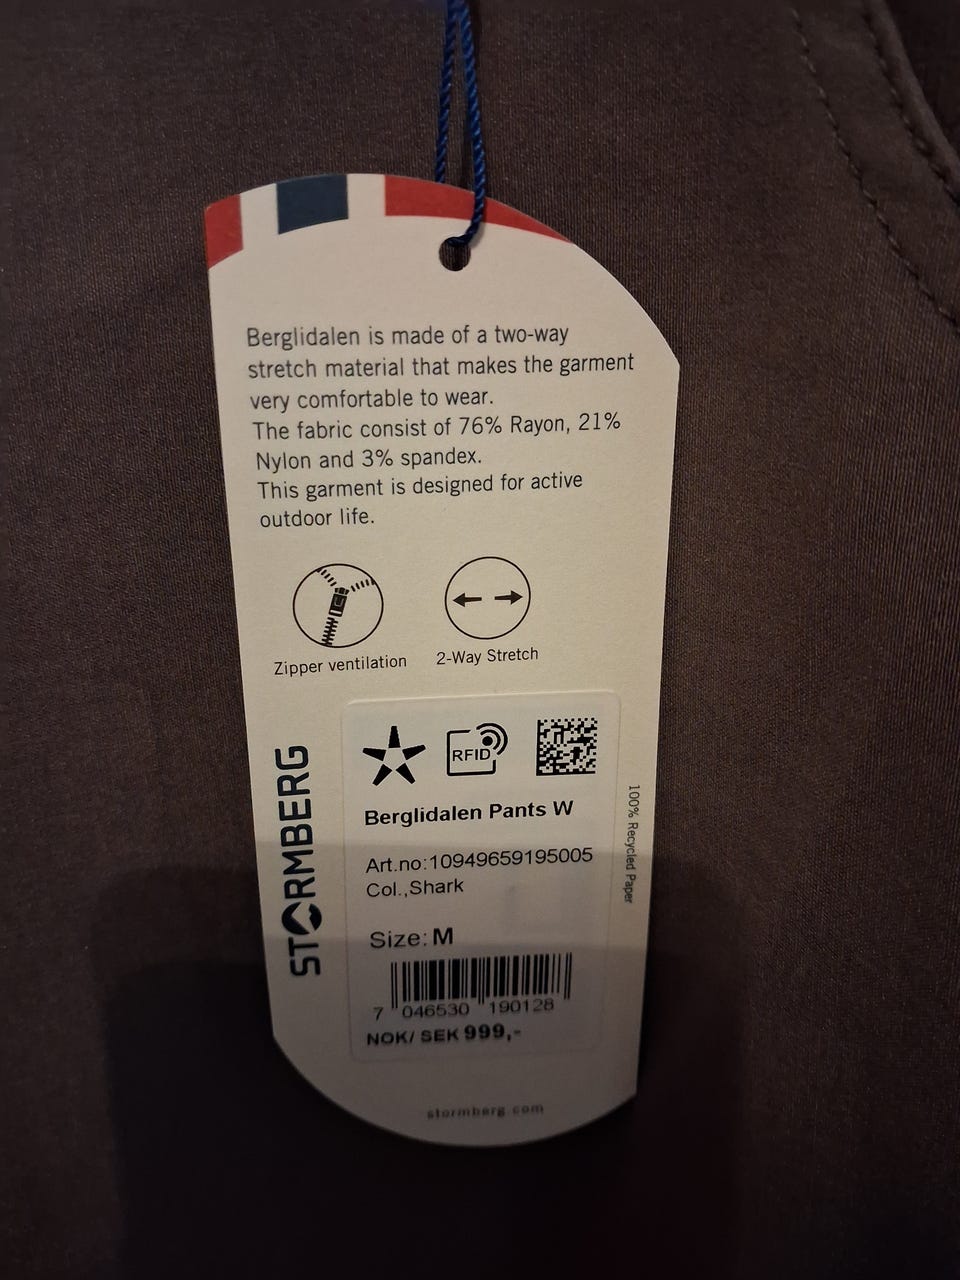 Berglidalen is made of a two-way
stretch material that makes the garment
very comfortable to wear.
The fabric consist of 76% Rayon, 21%
Nylon and 3% spandex.
This garment is designed for active
outdoor life.
Zipper ventilation
2-Way Stretch
STORMBERG
RFID
Berglidalen Pants W
Art.no:10949659195005
Col.,Shark
Size: M
7 046530 190128
NOK/ SEK 999,-
100% Recycled Paper
stormberg.com